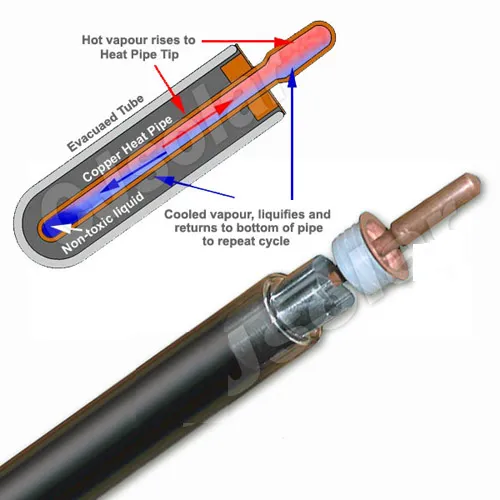 Hot vapour rises to
Heat Pipe Tip
Evacuaed Tube
Copper Heat Pipe
Non-toxic liquid
Cooled vapour, liquifies and
returns to bottom of pipe
to repeat cycle